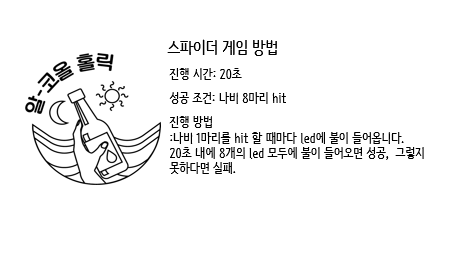 스파이더 게임 방법
알-코올 홀릭
진행 시간: 20초
성공 조건: 나비 8마리 hit
진행 방법
:나비 1마리를 hit 할 때마다 led에 불이 들어옵니다.
20초 내에 8개의 led 모두에 불이 들어오면 성공, 그렇지
못하다면 실패.